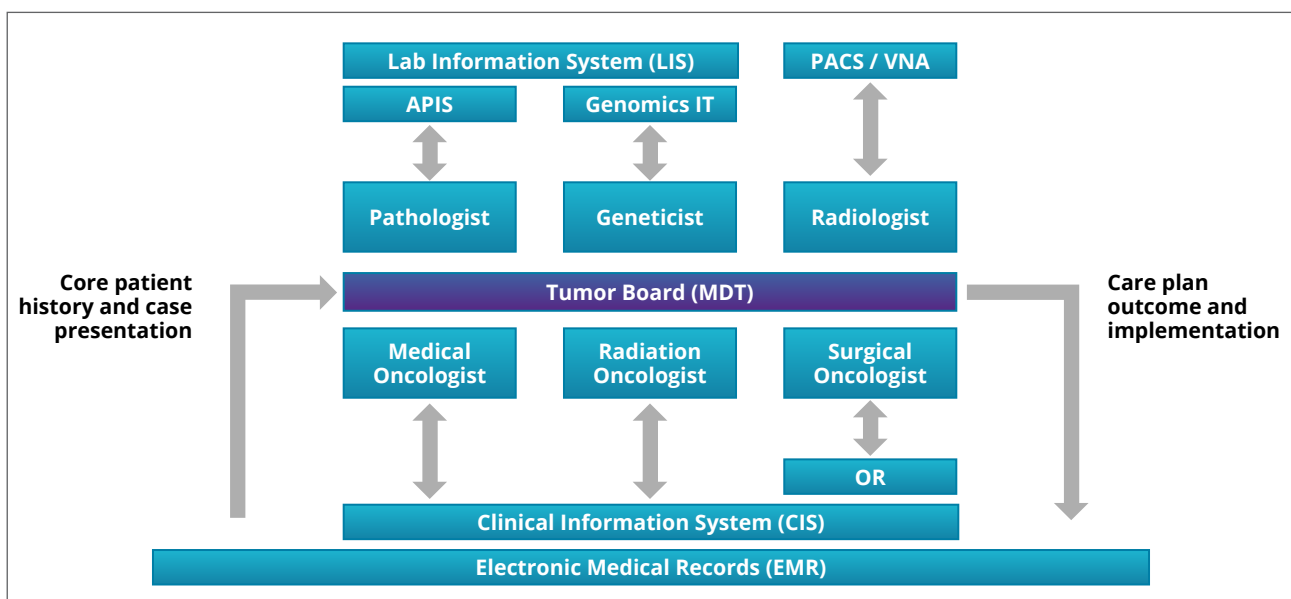 Lab Information System (LIS)
PACS / VNA
APIS
Genomics IT
Pathologist
Geneticist
Radiologist
Core patient
history and case
presentation
Tumor Board (MDT)
Care plan
outcome and
implementation
Medical
Oncologist
Radiation
Oncologist
Surgical
Oncologist
OR
Clinical Information System (CIS)
Electronic Medical Records (EMR)